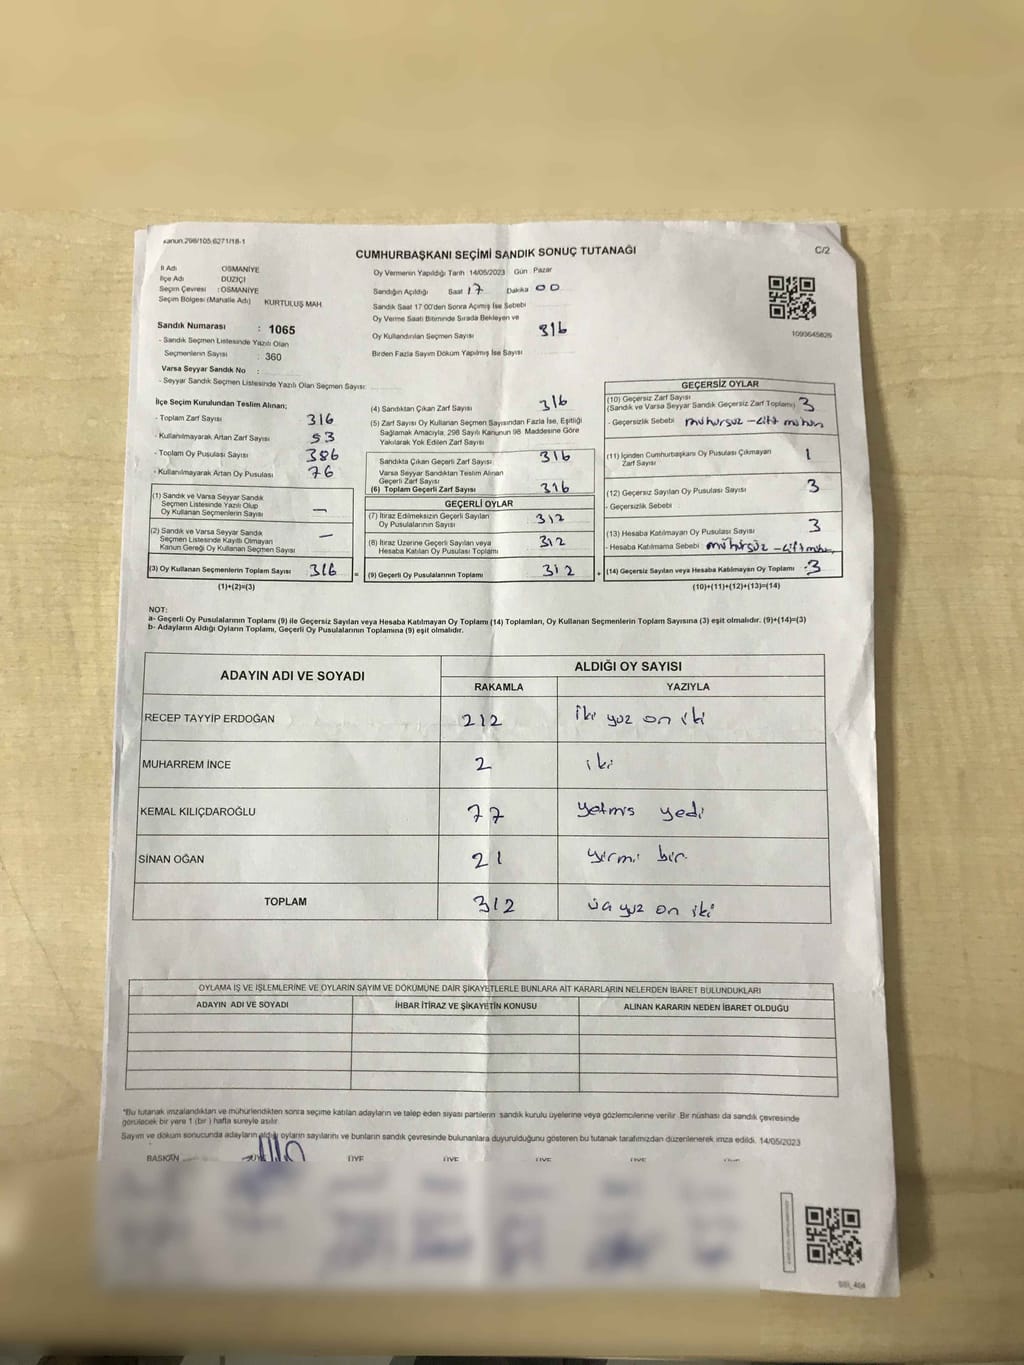 Kanun.298/105.6271/18-1
CUMHURBAŞKANI SEÇİMİ SANDIK SONUÇ TUTANAĞI
C/2
İl Adı OSMANİYE
İlçe Adı DÜZİÇİ
Seçim Çevresi : OSMANİYE
Seçim Bölgesi (Mahalle Adı) KURTULUŞ MAH.
Sandık Numarası : 1065
- Sandık Seçmen Listesinde Yazılı Olan
Seçmenlerin Sayısı : 360
Varsa Seyyar Sandık No :
- Seyyar Sandık Seçmen Listesinde Yazılı Olan Seçmen Sayısı:
Oy Vermenin Yapıldığı Tarih 14/05/2023 Gün : Pazar
Sandığın Açıldığı Saat 17 Dakika 00
Sandık Saat 17:00'den Sonra Açılmış İse Sebebi
Oy Verme Saati Bitiminde Sırada Bekleyen ve
Oy Kullandırılan Seçmen Sayısı 316
Birden Fazla Sayım Döküm Yapılmış İse Sayısı
1093645826
İlçe Seçim Kurulundan Teslim Alınan;
- Toplam Zarf Sayısı 316
- Kullanılmayarak Artan Zarf Sayısı 53
- Toplam Oy Pusulası Sayısı 386
- Kullanılmayarak Artan Oy Pusulası 76
(1) Sandık ve Varsa Seyyar Sandık
Seçmen Listesinde Yazılı Olup
Oy Kullanan Seçmenlerin Sayısı —
(2) Sandık ve Varsa Seyyar Sandık
Seçmen Listesinde Kayıtlı Olmayan
Kanun Gereği Oy Kullanan Seçmen Sayısı —
(3) Oy Kullanan Seçmenlerin Toplam Sayısı 316
(1)+(2)=(3)
(4) Sandıktan Çıkan Zarf Sayısı 316
(5) Zarf Sayısı Oy Kullanan Seçmen Sayısından Fazla İse, Eşitliği
Sağlamak Amacıyla, 298 Sayılı Kanunun 98. Maddesine Göre
Yakılarak Yok Edilen Zarf Sayısı
Sandıkta Çıkan Geçerli Zarf Sayısı 316
Varsa Seyyar Sandıktan Teslim Alınan
Geçerli Zarf Sayısı
(6) Toplam Geçerli Zarf Sayısı 316
GEÇERLİ OYLAR
(7) İtiraz Edilmeksizin Geçerli Sayılan
Oy Pusulalarının Sayısı 312
(8) İtiraz Üzerine Geçerli Sayılan veya
Hesaba Katılan Oy Pusulası Toplamı 312
= (9) Geçerli Oy Pusulalarının Toplamı 312 +
GEÇERSİZ OYLAR
(10) Geçersiz Zarf Sayısı
(Sandık ve Varsa Seyyar Sandık Geçersiz Zarf Toplamı) 3
- Geçersizlik Sebebi mühürsüz - çift mühür
(11) İçinden Cumhurbaşkanı Oy Pusulası Çıkmayan
Zarf Sayısı 1
(12) Geçersiz Sayılan Oy Pusulası Sayısı 3
- Geçersizlik Sebebi
(13) Hesaba Katılmayan Oy Pusulası Sayısı 3
- Hesaba Katılmama Sebebi mühürsüz - çift mühür
(14) Geçersiz Sayılan veya Hesaba Katılmayan Oy Toplamı 3
(10)+(11)+(12)+(13)=(14)
NOT:
a- Geçerli Oy Pusulalarının Toplamı (9) ile Geçersiz Sayılan veya Hesaba Katılmayan Oy Toplamı (14) Toplamları, Oy Kullanan Seçmenlerin Toplam Sayısına (3) eşit olmalıdır. (9)+(14)=(3)
b- Adayların Aldığı Oyların Toplamı, Geçerli Oy Pusulalarının Toplamına (9) eşit olmalıdır.
ADAYIN ADI VE SOYADI
ALDIĞI OY SAYISI
RAKAMLA YAZIYLA
RECEP TAYYİP ERDOĞAN 212 iki yüz on iki
MUHARREM İNCE 2 iki
KEMAL KILIÇDAROĞLU 77 yetmiş yedi
SİNAN OĞAN 21 yirmi bir
TOPLAM 312 üç yüz on iki
OYLAMA İŞ VE İŞLEMLERİNE VE OYLARIN SAYIM VE DÖKÜMÜNE DAİR ŞİKAYETLERLE BUNLARA AİT KARARLARIN NELERDEN İBARET BULUNDUKLARI
ADAYIN ADI VE SOYADI İHBAR İTİRAZ VE ŞİKAYETİN KONUSU ALINAN KARARIN NEDEN İBARET OLDUĞU
*Bu tutanak imzalandıktan ve mühürlendikten sonra seçime katılan adayların ve talep eden siyasi partilerin sandık kurulu üyelerine veya gözlemcilerine verilir. Bir nüshası da sandık çevresinde
görülecek bir yere 1 (bir) hafta süreyle asılır.
Sayım ve döküm sonucunda adayların aldığı oyların sayılarını ve bunların sandık çevresinde bulunanlara duyurulduğunu gösteren bu tutanak tarafımızdan düzenlenerek imza edildi. 14/05/2023
BAŞKAN ÜYE ÜYE ÜYE ÜYE ÜYE ÜYE